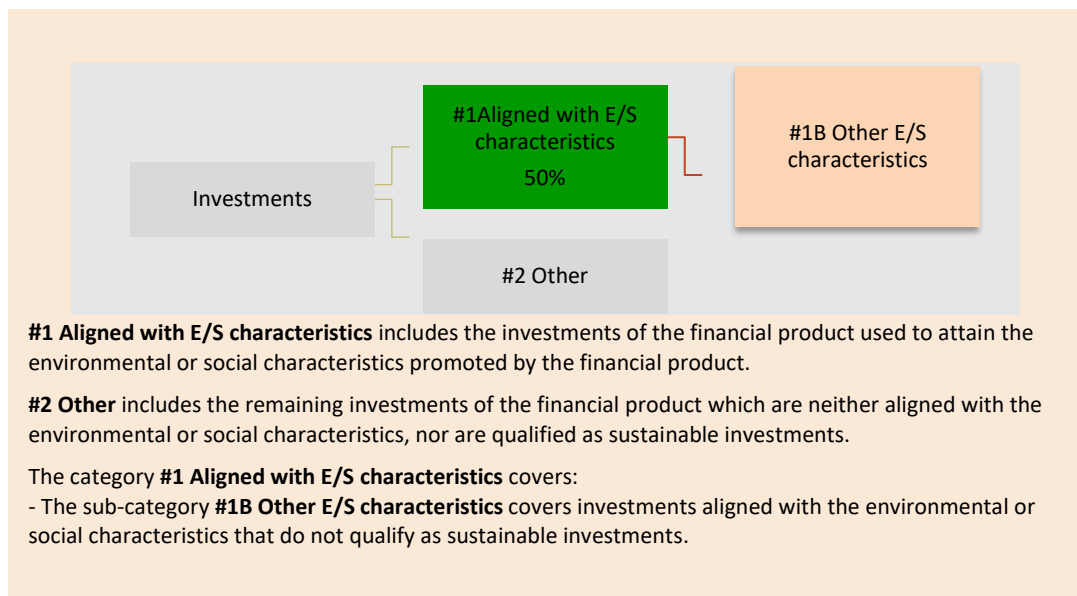 #1Aligned with E/S
characteristics
50%
#1B Other E/S
characteristics
Investments
#2 Other
#1 Aligned with E/S characteristics includes the investments of the financial product used to attain the
environmental or social characteristics promoted by the financial product.
#2 Other includes the remaining investments of the financial product which are neither aligned with the
environmental or social characteristics, nor are qualified as sustainable investments.
The category #1 Aligned with E/S characteristics covers:
- The sub-category #1B Other E/S characteristics covers investments aligned with the environmental or
social characteristics that do not qualify as sustainable investments.